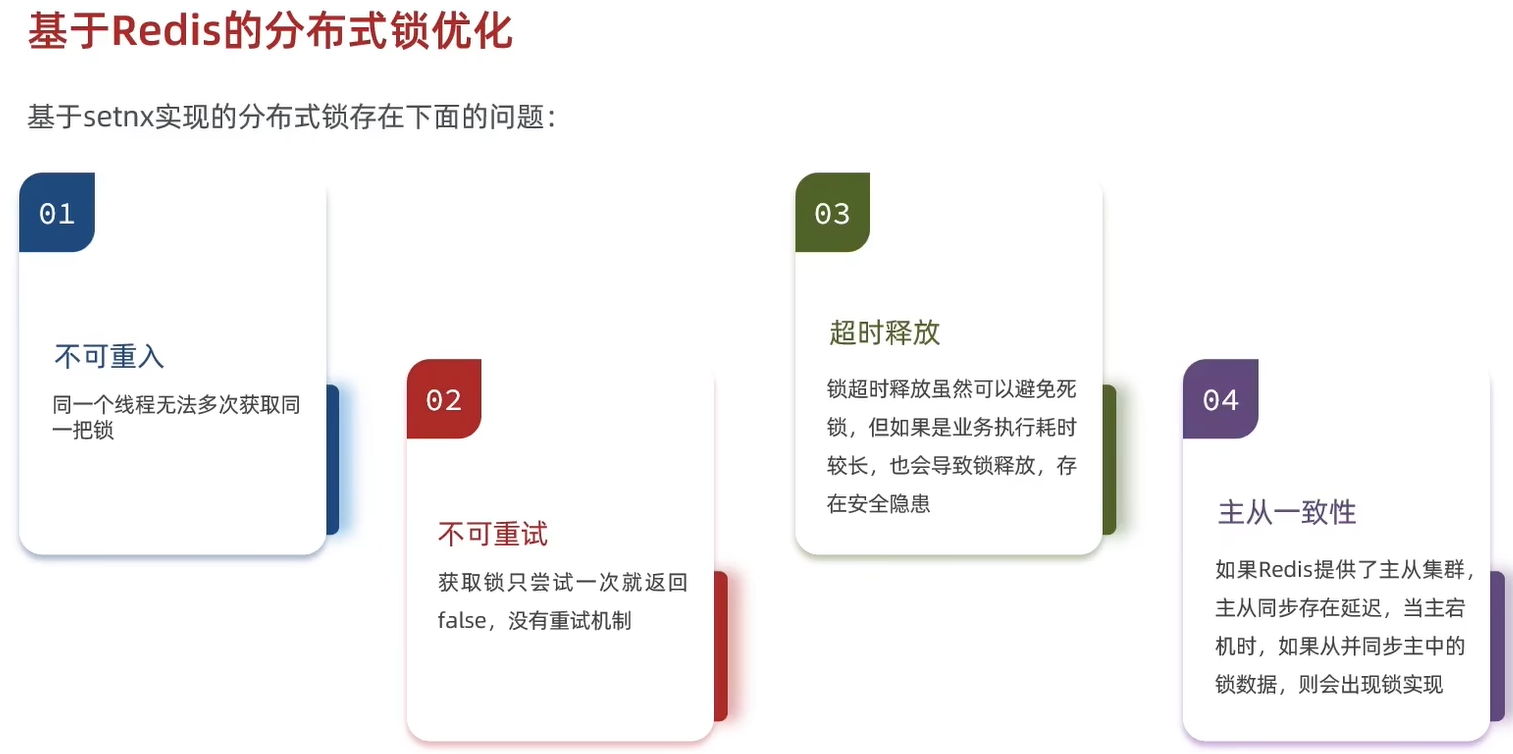 基于Redis的分布式锁优化
基于setnx实现的分布式锁存在下面的问题：
01
不可重入
同一个线程无法多次获取同
一把锁
02
不可重试
获取锁只尝试一次就返回
false，没有重试机制
03
超时释放
锁超时释放虽然可以避免死
锁，但如果是业务执行耗时
较长，也会导致锁释放，存
在安全隐患
04
主从一致性
如果Redis提供了主从集群，
主从同步存在延迟，当主宕
机时，如果从并同步主中的
锁数据，则会出现锁实现